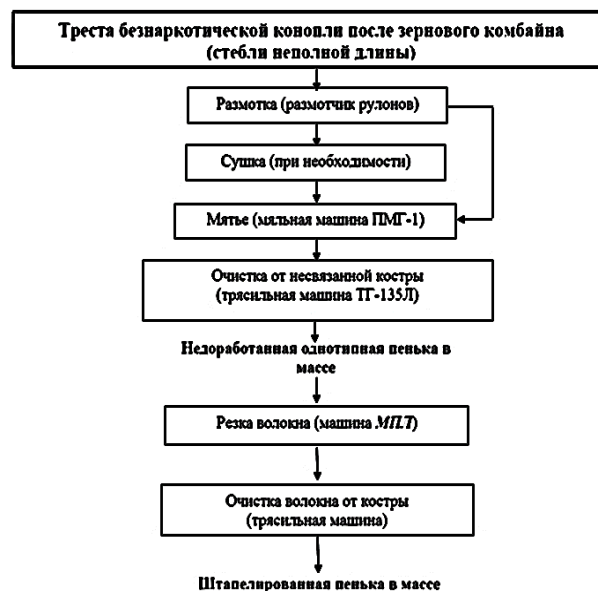 Треста безнаркотической конопли после зернового комбайна
(стебли неполной длины)
Размотка (размотчик рулонов)
Сушка (при необходимости)
Мятье (мяльная машина ПМГ-1)
Очистка от несвязанной костры
(трясильная машина ТГ-135Л)
Недоработанная однотипная пенька в
массе
Резка волокна (машина МПЛ)
Очистка волокна от костры
(трясильная машина)
Штапелированная пенька в массе